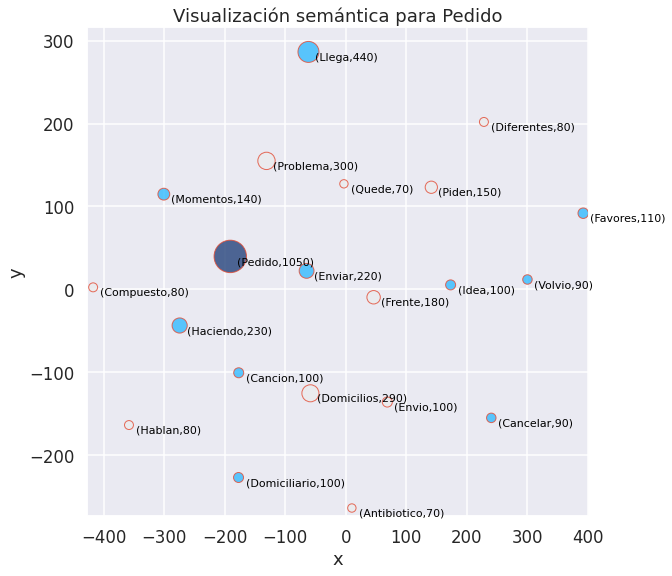 Visualización semántica para Pedido
300
(Llega,440)
200
(Diferentes,80)
(Problema,300)
(Quede,70)
(Piden,150)
(Momentos,140)
100
(Favores,110)
y
(Pedido,1050)
(Enviar,220)
(Compuesto,80)
0
(Idea,100)
(Volvio,90)
(Frente,180)
(Haciendo,230)
−100
(Cancion,100)
(Domicilios,290)
(Envio,100)
(Cancelar,90)
(Hablan,80)
−200
(Domiciliario,100)
(Antibiotico,70)
−400 −300 −200 −100 0 100 200 300 400
x